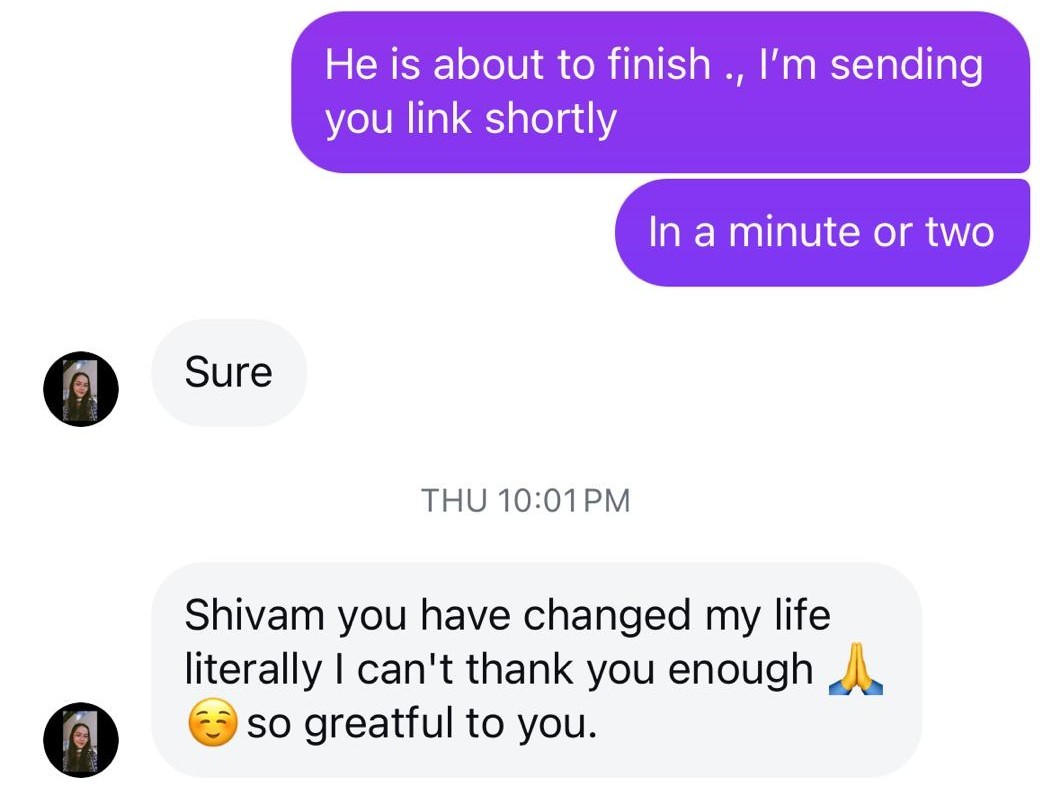 He is about to finish ., I’m sending
you link shortly
In a minute or two
Sure
THU 10:01 PM
Shivam you have changed my life
literally I can't thank you enough 🙏
☺️ so greatful to you.